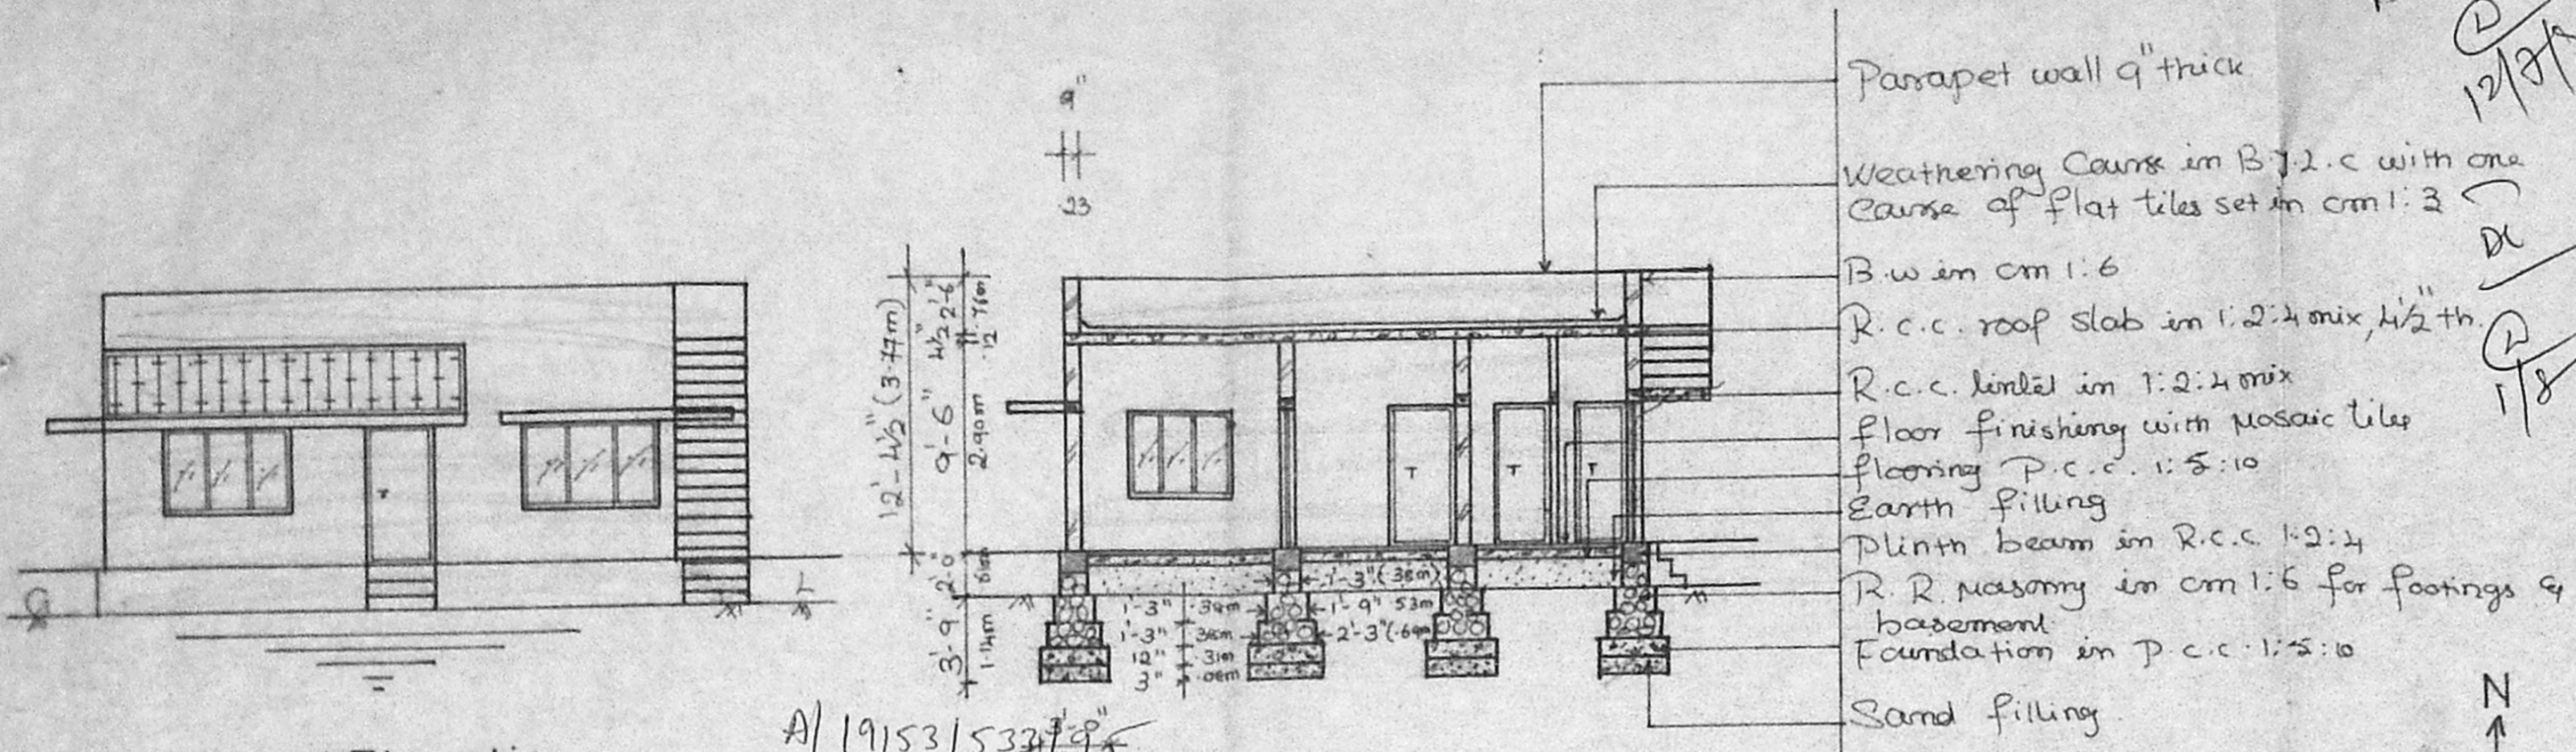 9"
.23
12'-4½" (3.77m)
2'-6"
.76m
4½"
.12
9'-6"
2.90m
2'-0"
.61m
3'-9"
1.14m
1'-3" (.38m)
1'-3" .38m 1'-9" .53m
1'-3" .38m 2'-3" (.69m)
12" .31m
3" .08m
3'-9"
A/19153/533/
Parapet wall 9" thick
Weathering Course in B.J.L.C with one
Course of flat tiles set in cm 1:3
B.w in cm 1:6
R.c.c. roof slab in 1:2:4 mix, 4½" th.
R.c.c. lintel in 1:2:4 mix
floor finishing with Mosaic tiles
flooring P.c.c. 1:5:10
Earth filling
Plinth beam in R.c.c 1:2:4
R.R. Masonry in cm 1:6 for footings &
basement
Foundation in P.c.c. 1:5:10
Sand filling
G
L
T
T
T
12/7/
1/8
N